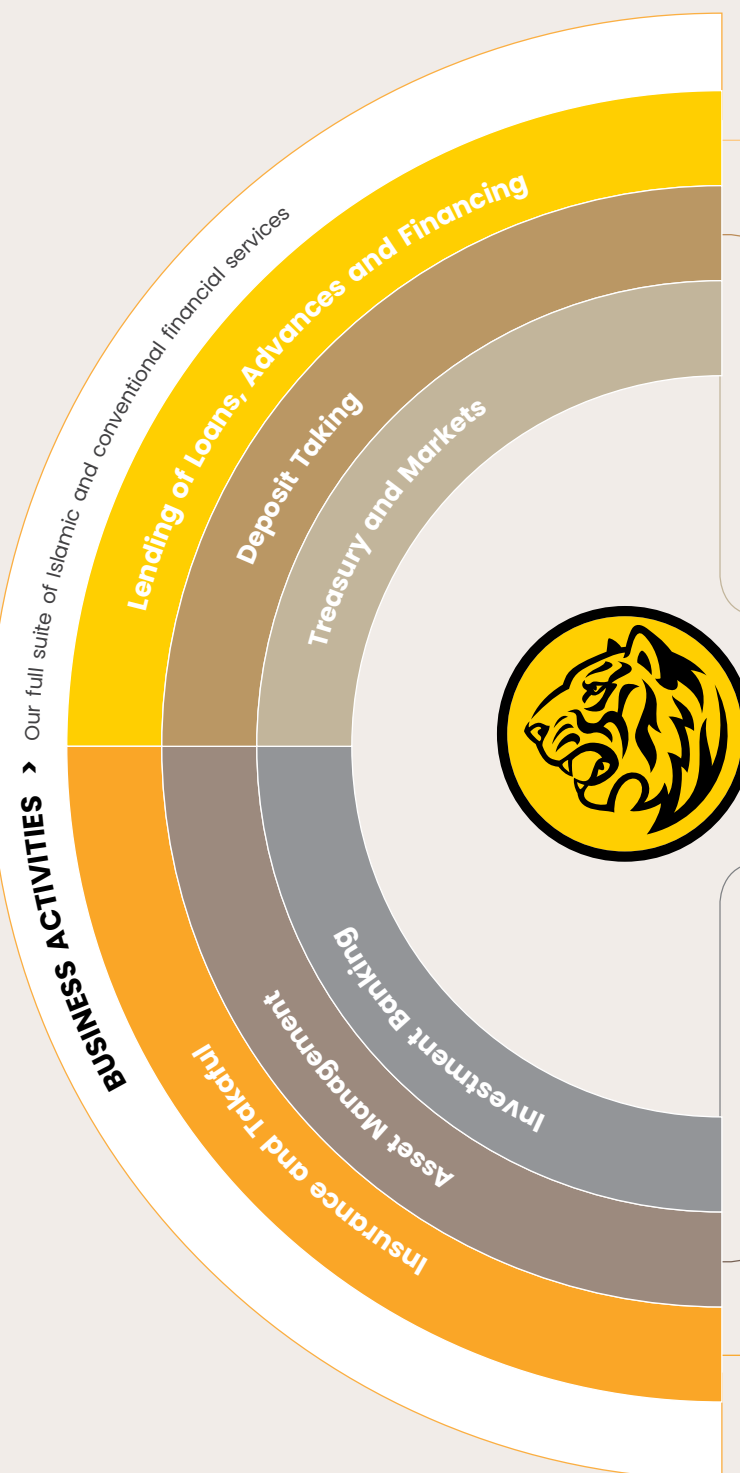 BUSINESS ACTIVITIES › Our full suite of Islamic and conventional financial services
Lending of Loans, Advances and Financing
Deposit Taking
Treasury and Markets
Investment Banking
Asset Management
Insurance and Takaful